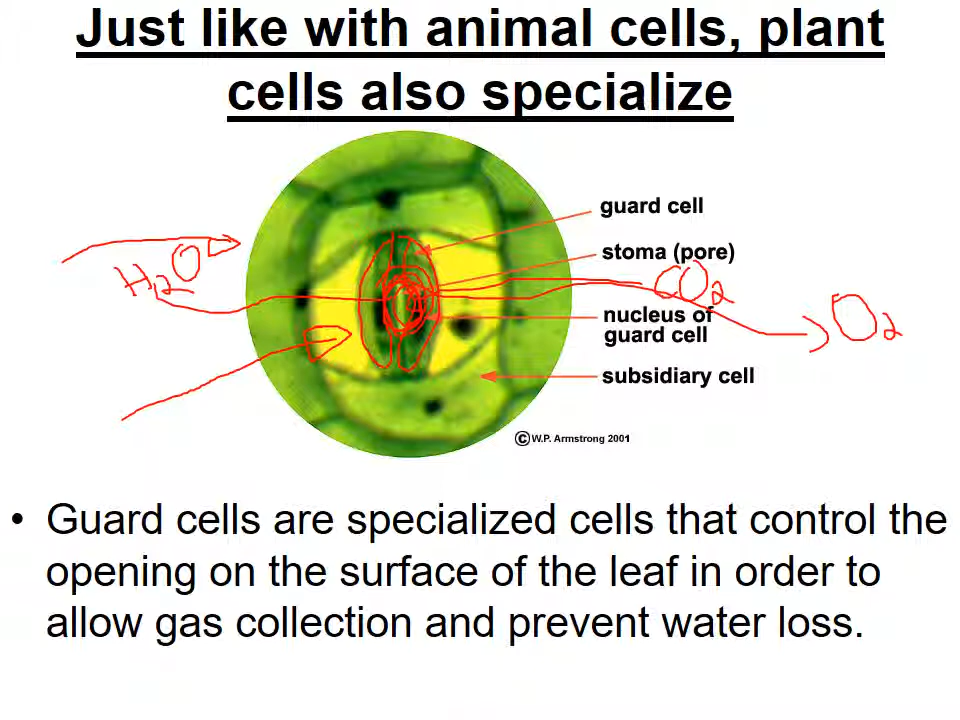 Just like with animal cells, plant
cells also specialize
guard cell
stoma (pore)
H2O
CO2
nucleus of
guard cell
O2
subsidiary cell
©W.P. Armstrong 2001
• Guard cells are specialized cells that control the
opening on the surface of the leaf in order to
allow gas collection and prevent water loss.